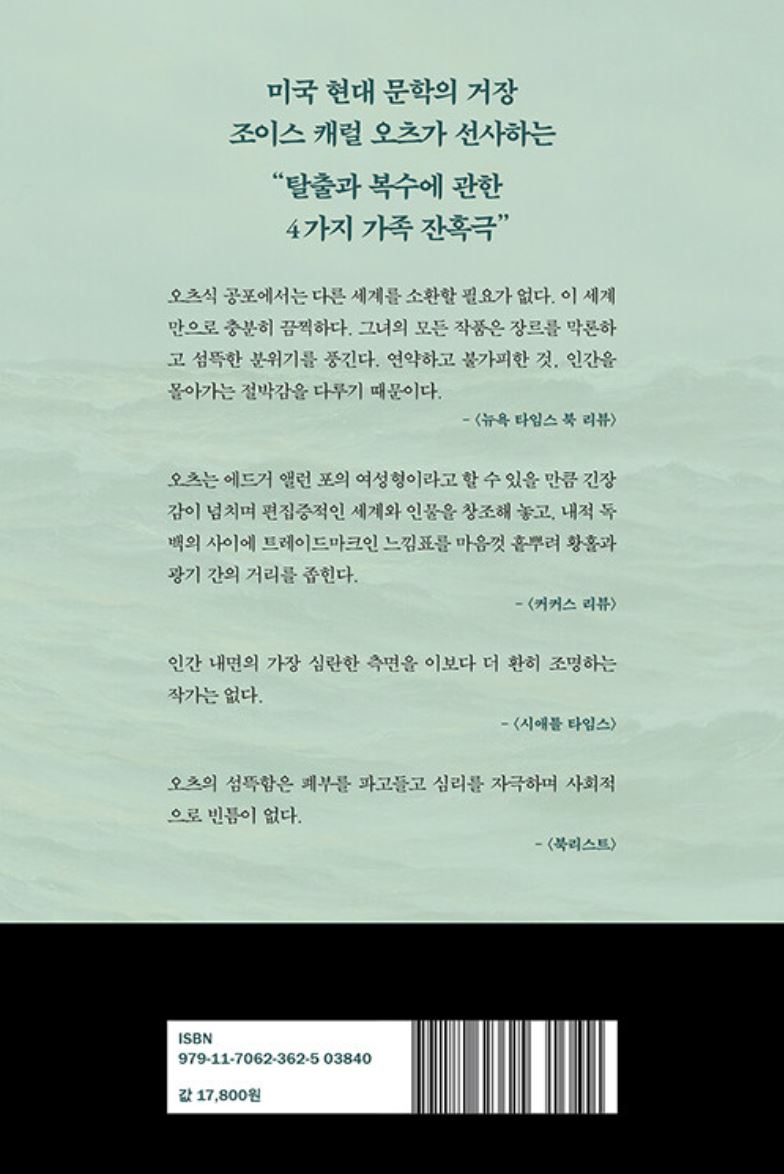 미국 현대 문학의 거장
조이스 캐럴 오츠가 선사하는
“탈출과 복수에 관한
4가지 가족 잔혹극”
오츠식 공포에서는 다른 세계를 소환할 필요가 없다. 이 세계
만으로 충분히 끔찍하다. 그녀의 모든 작품은 장르를 막론하
고 섬뜩한 분위기를 풍긴다. 연약하고 불가피한 것, 인간을
몰아가는 절박감을 다루기 때문이다.
- 〈뉴욕 타임스 북 리뷰〉
오츠는 에드거 앨런 포의 여성형이라고 할 수 있을 만큼 긴장
감이 넘치며 편집증적인 세계와 인물을 창조해 놓고, 내적 독
백의 사이에 트레이드마크인 느낌표를 마음껏 흩뿌려 황홀과
광기 간의 거리를 좁힌다.
- 〈커커스 리뷰〉
인간 내면의 가장 심란한 측면을 이보다 더 환히 조명하는
작가는 없다.
- 〈시애틀 타임스〉
오츠의 섬뜩함은 폐부를 파고들고 심리를 자극하며 사회적
으로 빈틈이 없다.
- 〈북리스트〉
ISBN
979-11-7062-362-5 03840
값 17,800원